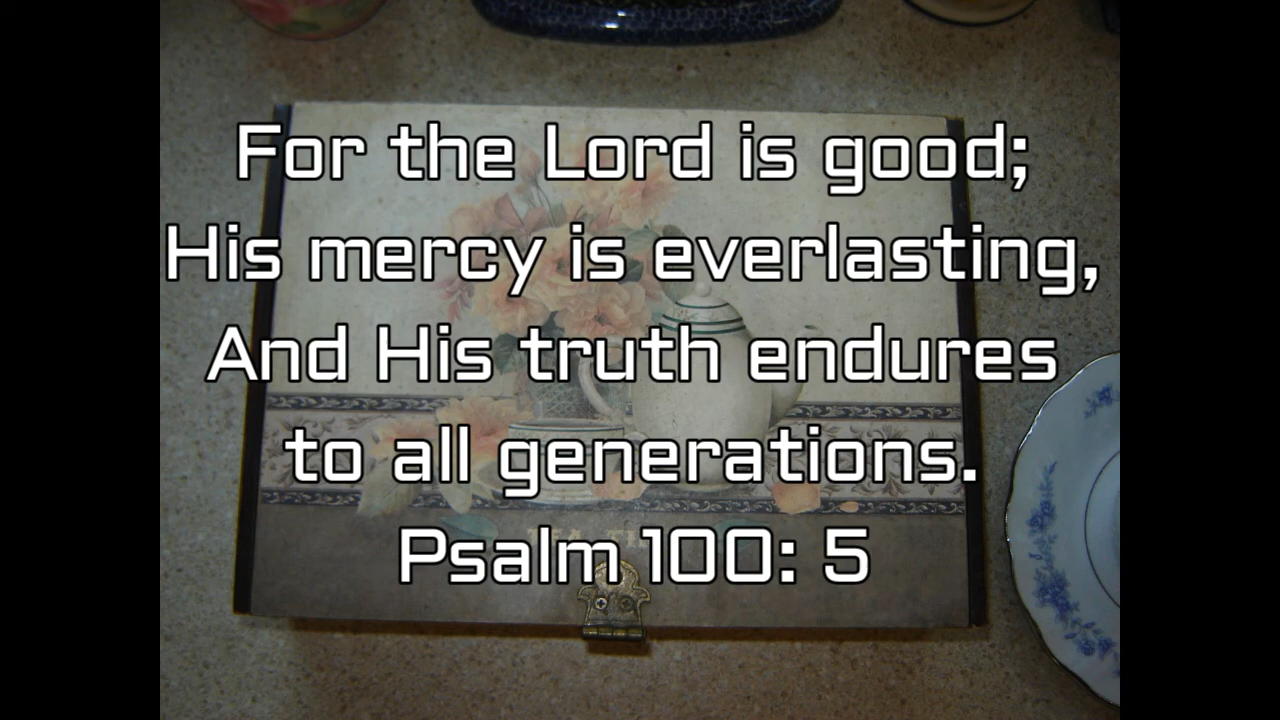 For the Lord is good;
His mercy is everlasting,
And His truth endures
to all generations.
Psalm 100: 5